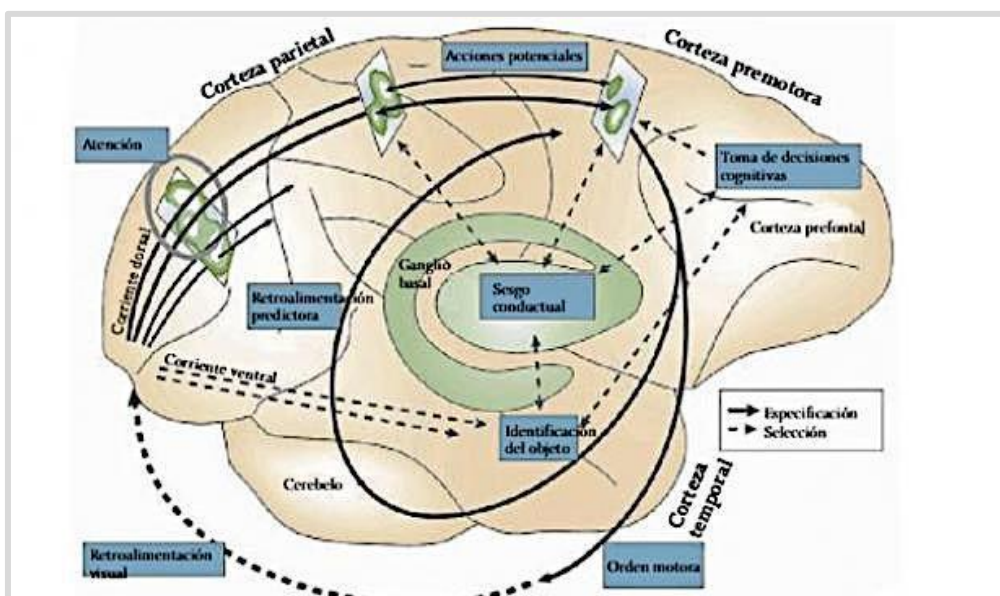 Corteza parietal
Acciones potenciales
Corteza premotora
Atención
Toma de decisiones
cognitivas
Corteza prefontal
Corriente dorsal
Ganglio
basal
Sesgo
conductual
Retroalimentación
predictora
Corriente ventral
Identificación
del objeto
Especificación
Selección
Cerebelo
Corteza
temporal
Retroalimentación
visual
Orden motora